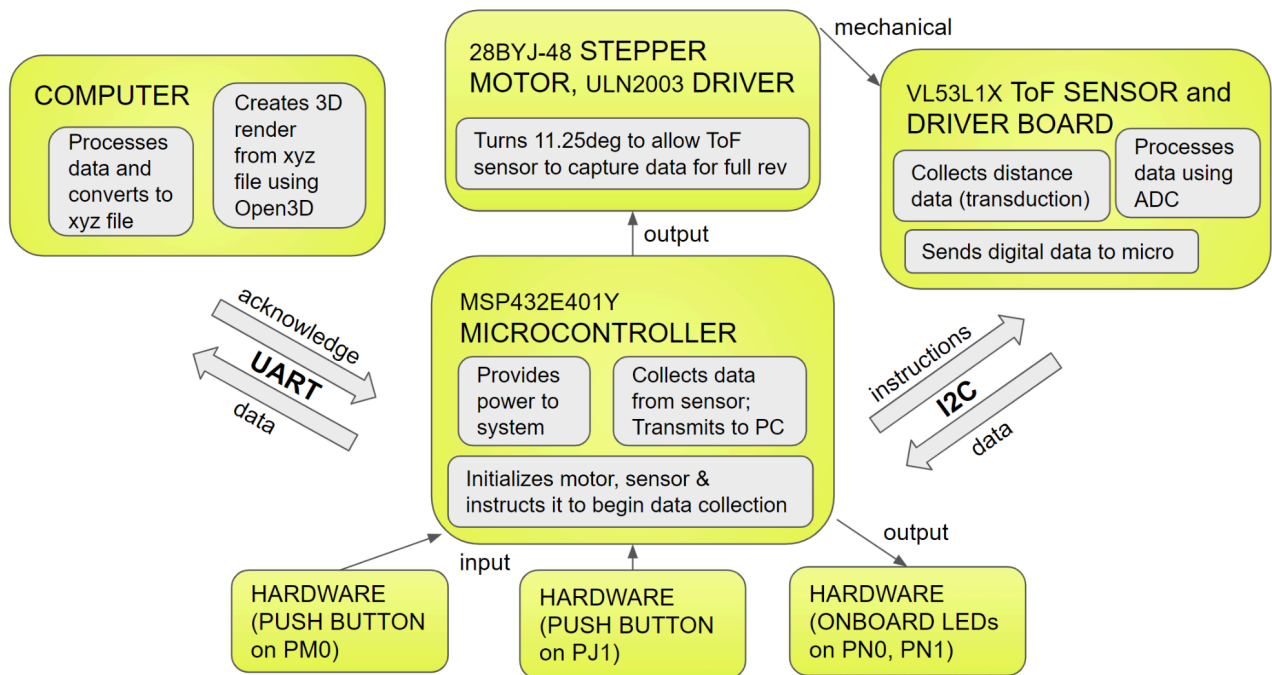 COMPUTER
Processes
data and
converts to
xyz file
Creates 3D
render
from xyz
file using
Open3D
28BYJ-48 STEPPER
MOTOR, ULN2003 DRIVER
Turns 11.25deg to allow ToF
sensor to capture data for full rev
mechanical
VL53L1X ToF SENSOR and
DRIVER BOARD
Collects distance
data (transduction)
Processes
data using
ADC
Sends digital data to micro
output
acknowledge
UART
data
MSP432E401Y
MICROCONTROLLER
Provides
power to
system
Collects data
from sensor;
Transmits to PC
Initializes motor, sensor &
instructs it to begin data collection
instructions
I2C
data
input
output
HARDWARE
(PUSH BUTTON
on PM0)
HARDWARE
(PUSH BUTTON
on PJ1)
HARDWARE
(ONBOARD LEDs
on PN0, PN1)